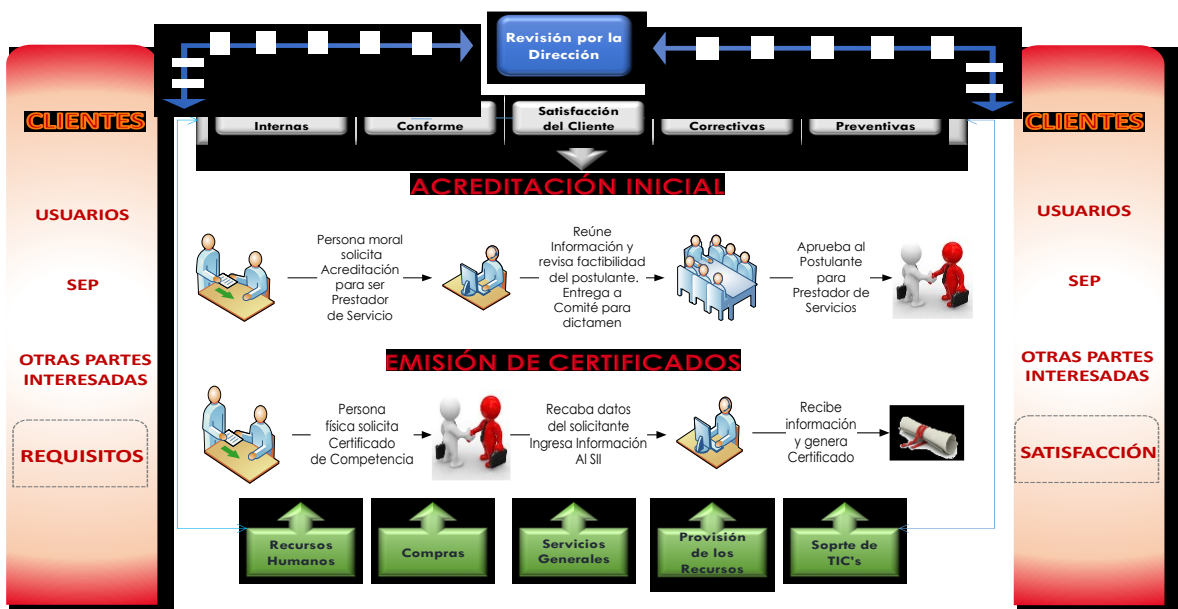 Revisión por la
Dirección
CLIENTES
USUARIOS
SEP
OTRAS PARTES
INTERESADAS
REQUISITOS
Internas
Conforme
Satisfacción
del Cliente
Correctivas
Preventivas
ACREDITACIÓN INICIAL
Persona moral
solicita
Acreditación
para ser
Prestador
de Servicio
Reúne
Información y
revisa factibilidad
del postulante.
Entrega a
Comité para
dictamen
Aprueba al
Postulante
para
Prestador de
Servicios
EMISIÓN DE CERTIFICADOS
Persona
física solicita
Certificado
de Competencia
Recaba datos
del solicitante
Ingresa Información
Al SII
Recibe
información
y genera
Certificado
Recursos
Humanos
Compras
Servicios
Generales
Provisión
de los
Recursos
Soprte de
TIC's
CLIENTES
USUARIOS
SEP
OTRAS PARTES
INTERESADAS
SATISFACCIÓN